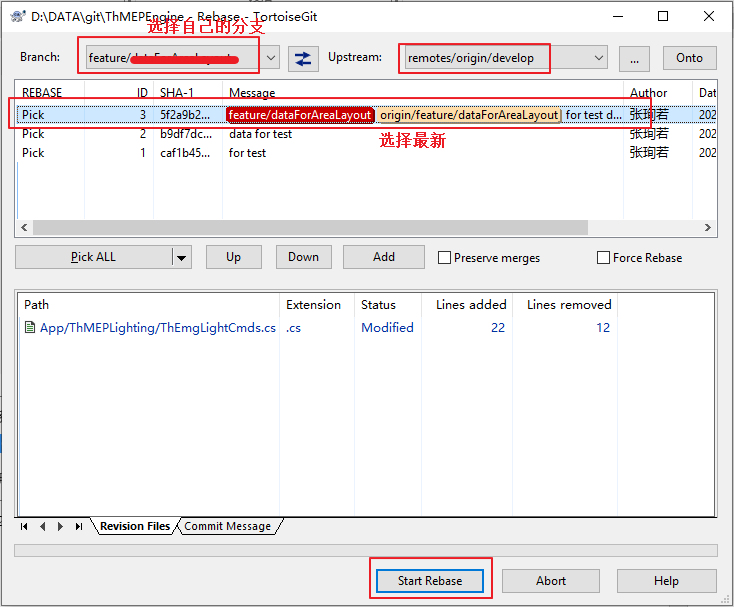 D:\DATA\git\ThMEPEngine - Rebase - TortoiseGit
选择自己的分支
Branch: feature/dataForAreaLayout Upstream: remotes/origin/develop ... Onto
REBASE ID SHA-1 Message Author Dat
Pick 3 5f2a9b2... feature/dataForAreaLayout origin/feature/dataForAreaLayout for test d... 张珣若 202
Pick 2 b9df7dc... data for test 张珣若 202
选择最新
Pick 1 caf1b45... for test 张珣若 202
Pick ALL Up Down Add Preserve merges Force Rebase
Path Extension Status Lines added Lines removed
App/ThMEPLighting/ThEmgLightCmds.cs .cs Modified 22 12
Revision Files Commit Message
Start Rebase Abort Help